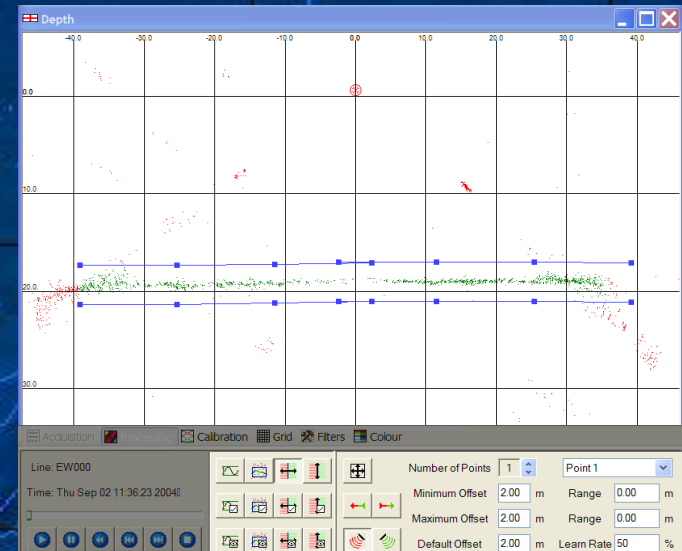 Depth
-40.0 -30.0 -20.0 -10.0 0.0 10.0 20.0 30.0 40.0
0.0
10.0
20.0
30.0
Acquisition Processing Calibration Grid Filters Colour
Line: EW000
Time: Thu Sep 02 11:36:23 2004
Number of Points 1 Point 1
Minimum Offset 2.00 m Range 0.00 m
Maximum Offset 2.00 m Range 0.00 m
Default Offset 2.00 m Learn Rate 50 %